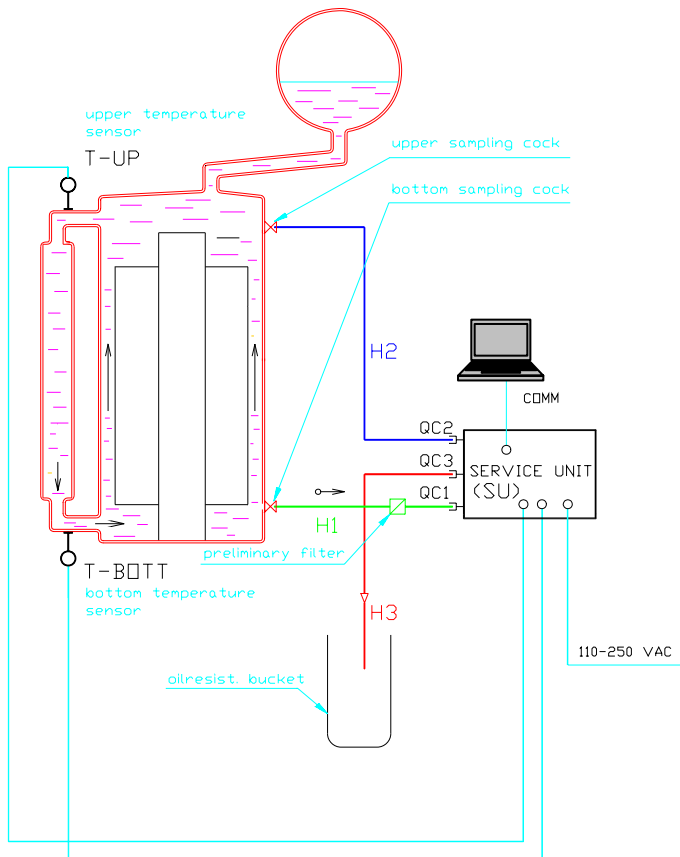 upper temperature
sensor
T-UP
upper sampling cock
bottom sampling cock
H2
COMM
QC2
QC3
SERVICE UNIT
(SU)
QC1
H1
preliminary filter
T-BOTT
bottom temperature
sensor
H3
110-250 VAC
oilresist. bucket